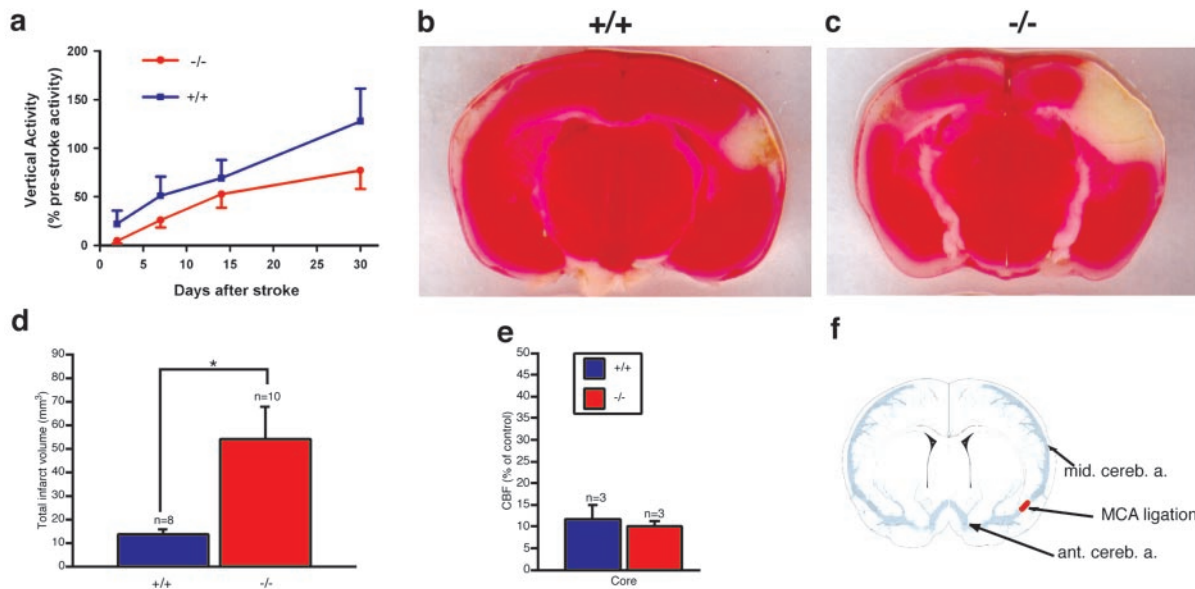 a
-/-
+/+
200
150
100
50
0
Vertical Activity
(% pre-stroke activity)
0 5 10 15 20 25 30
Days after stroke
b
+/+
c
-/-
d
90
80
70
60
50
40
30
20
10
0
Total infarct volume (mm³)
*
n=8
n=10
+/+
-/-
e
50
45
40
35
30
25
20
15
10
5
0
CBF (% of control)
+/+
-/-
n=3
n=3
Core
f
mid. cereb. a.
MCA ligation
ant. cereb. a.